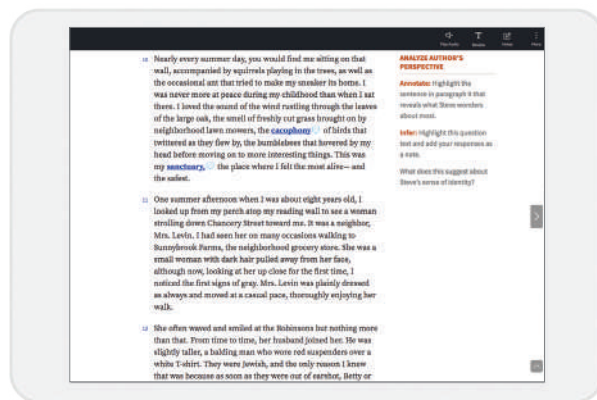 Play Audio
Notes
10 Nearly every summer day, you would find me sitting on that
wall, accompanied by squirrels playing in the trees, as well as
the occasional ant that tried to make my sneaker its home. I
was never more at peace during my childhood than when I sat
there. I loved the sound of the wind rustling through the leaves
of the large oak, the smell of freshly cut grass brought on by
neighborhood lawn mowers, the cacophony of birds that
twittered as they flew by, the bumblebees that hovered by my
head before moving on to more interesting things. This was
my sanctuary, the place where I felt the most alive—and
the safest.
11 One summer afternoon when I was about eight years old, I
looked up from my perch atop my reading wall to see a woman
strolling down Chancery Street toward me. It was a neighbor,
Mrs. Levin. I had seen her on many occasions walking to
Sunnybrook Farms, the neighborhood grocery store. She was a
small woman with dark hair pulled away from her face,
although now, looking at her up close for the first time, I
noticed the first signs of gray. Mrs. Levin was plainly dressed
as always and moved at a casual pace, thoroughly enjoying her
walk.
12 She often waved and smiled at the Robinsons but nothing more
than that. From time to time, her husband joined her. He was
slightly taller, a balding man who wore red suspenders over a
white T-shirt. They were Jewish, and the only reason I knew
that was because as soon as they were out of earshot, Betty or
ANALYZE AUTHOR'S
PERSPECTIVE
Annotate: Highlight the
sentence in paragraph 9 that
reveals what Steve wonders
about most.
Infer: Highlight this question
text and add your responses as
a note.
What does this suggest about
Steve's sense of identity?